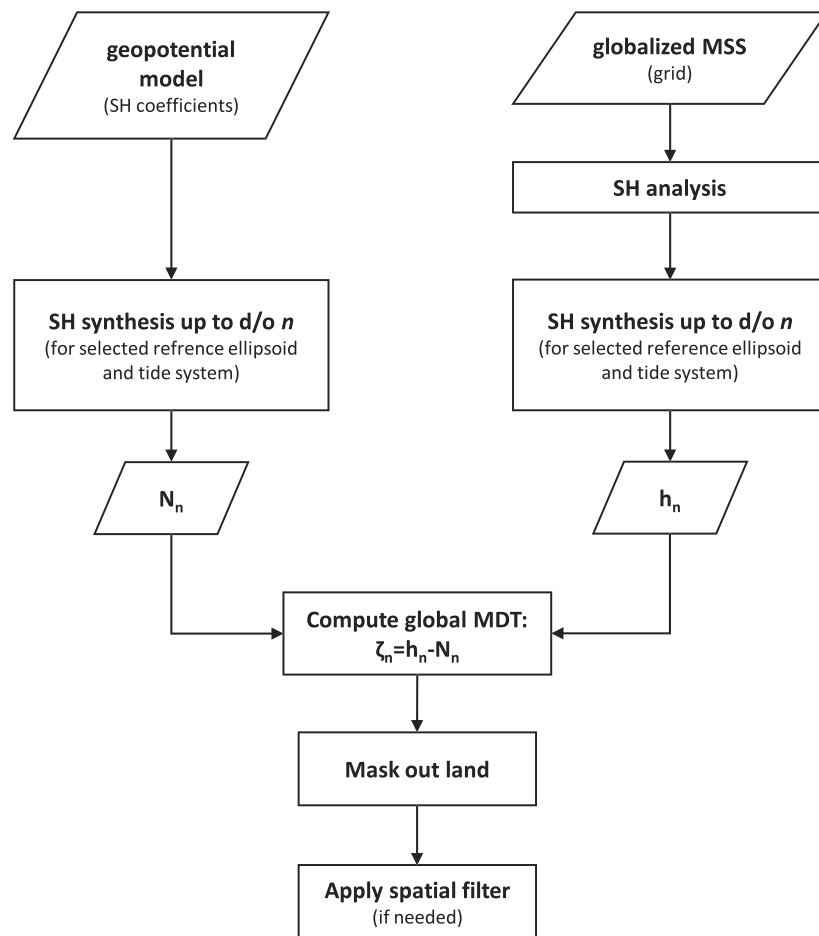 geopotential
model
(SH coefficients)
globalized MSS
(grid)
SH analysis
SH synthesis up to d/o n
(for selected refrence ellipsoid
and tide system)
SH synthesis up to d/o n
(for selected reference ellipsoid
and tide system)
Nₙ
hₙ
Compute global MDT:
ζₙ=hₙ-Nₙ
Mask out land
Apply spatial filter
(if needed)